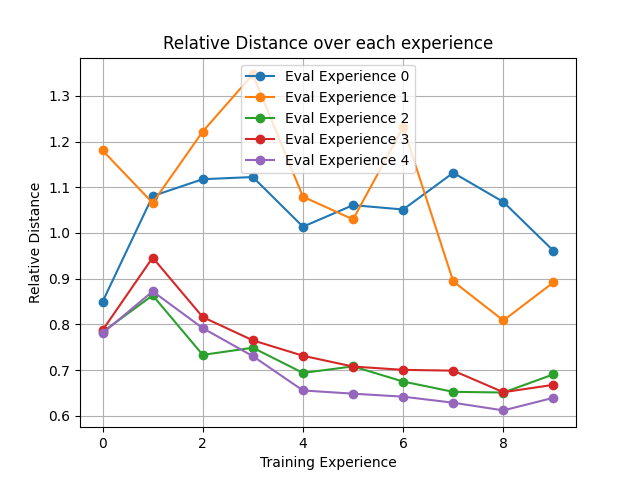 Relative Distance over each experience
Eval Experience 0
Eval Experience 1
Eval Experience 2
Eval Experience 3
Eval Experience 4
Relative Distance
1.3
1.2
1.1
1.0
0.9
0.8
0.7
0.6
0 2 4 6 8
Training Experience